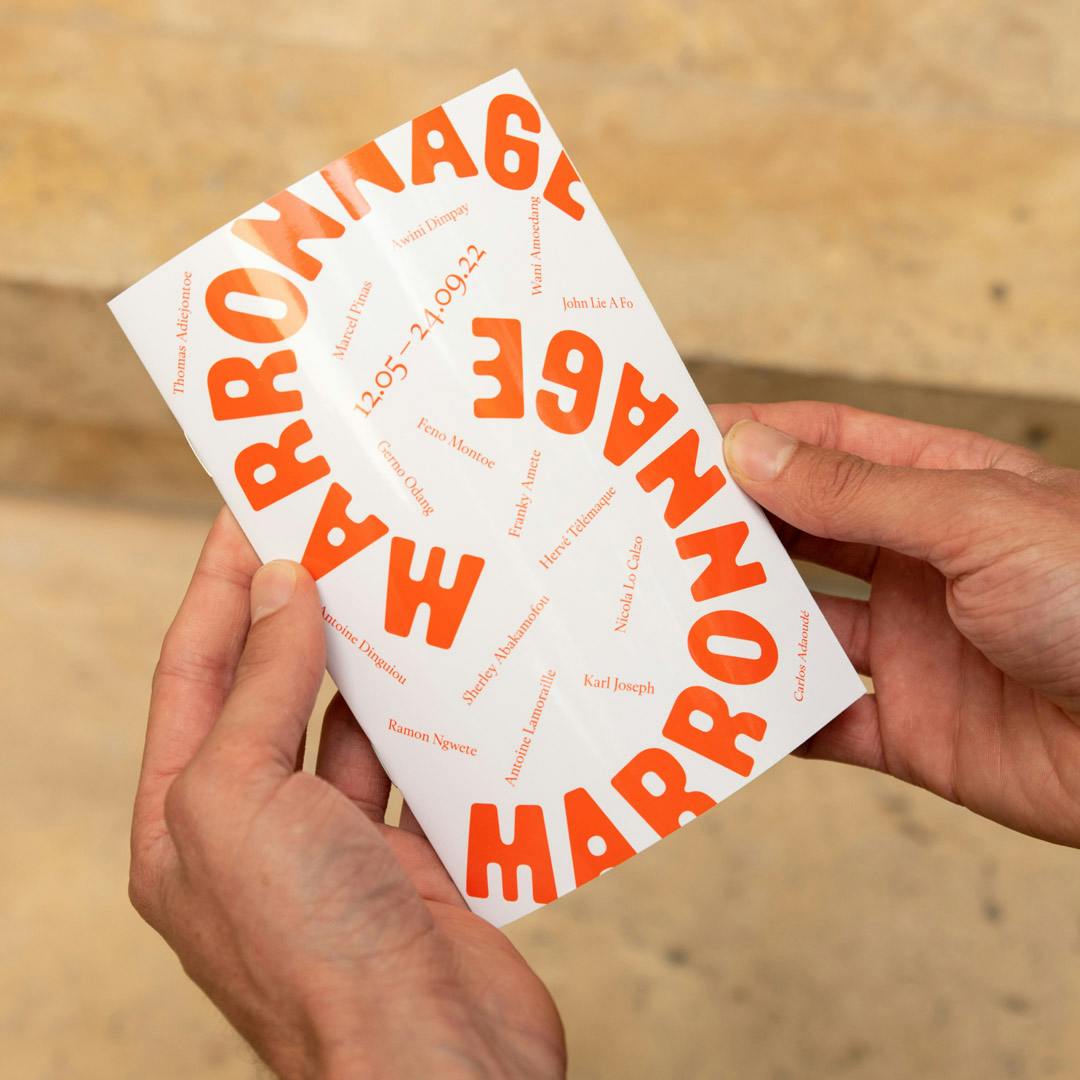 MARRONNAGE
Thomas Adiejontoe
Marcel Pinas
Awini Dimpay
Wani Amoedang
John Lie A Fo
12.05–24.09.22
MARRONNAGE
Feno Montoe
Gerno Odang
Franky Amete
Hervé Télémaque
Nicola Lo Calzo
Antoine Dinguiou
Sherley Abakamofou
Karl Joseph
Carlos Adaoudé
Ramon Ngwete
Antoine Lamoraille